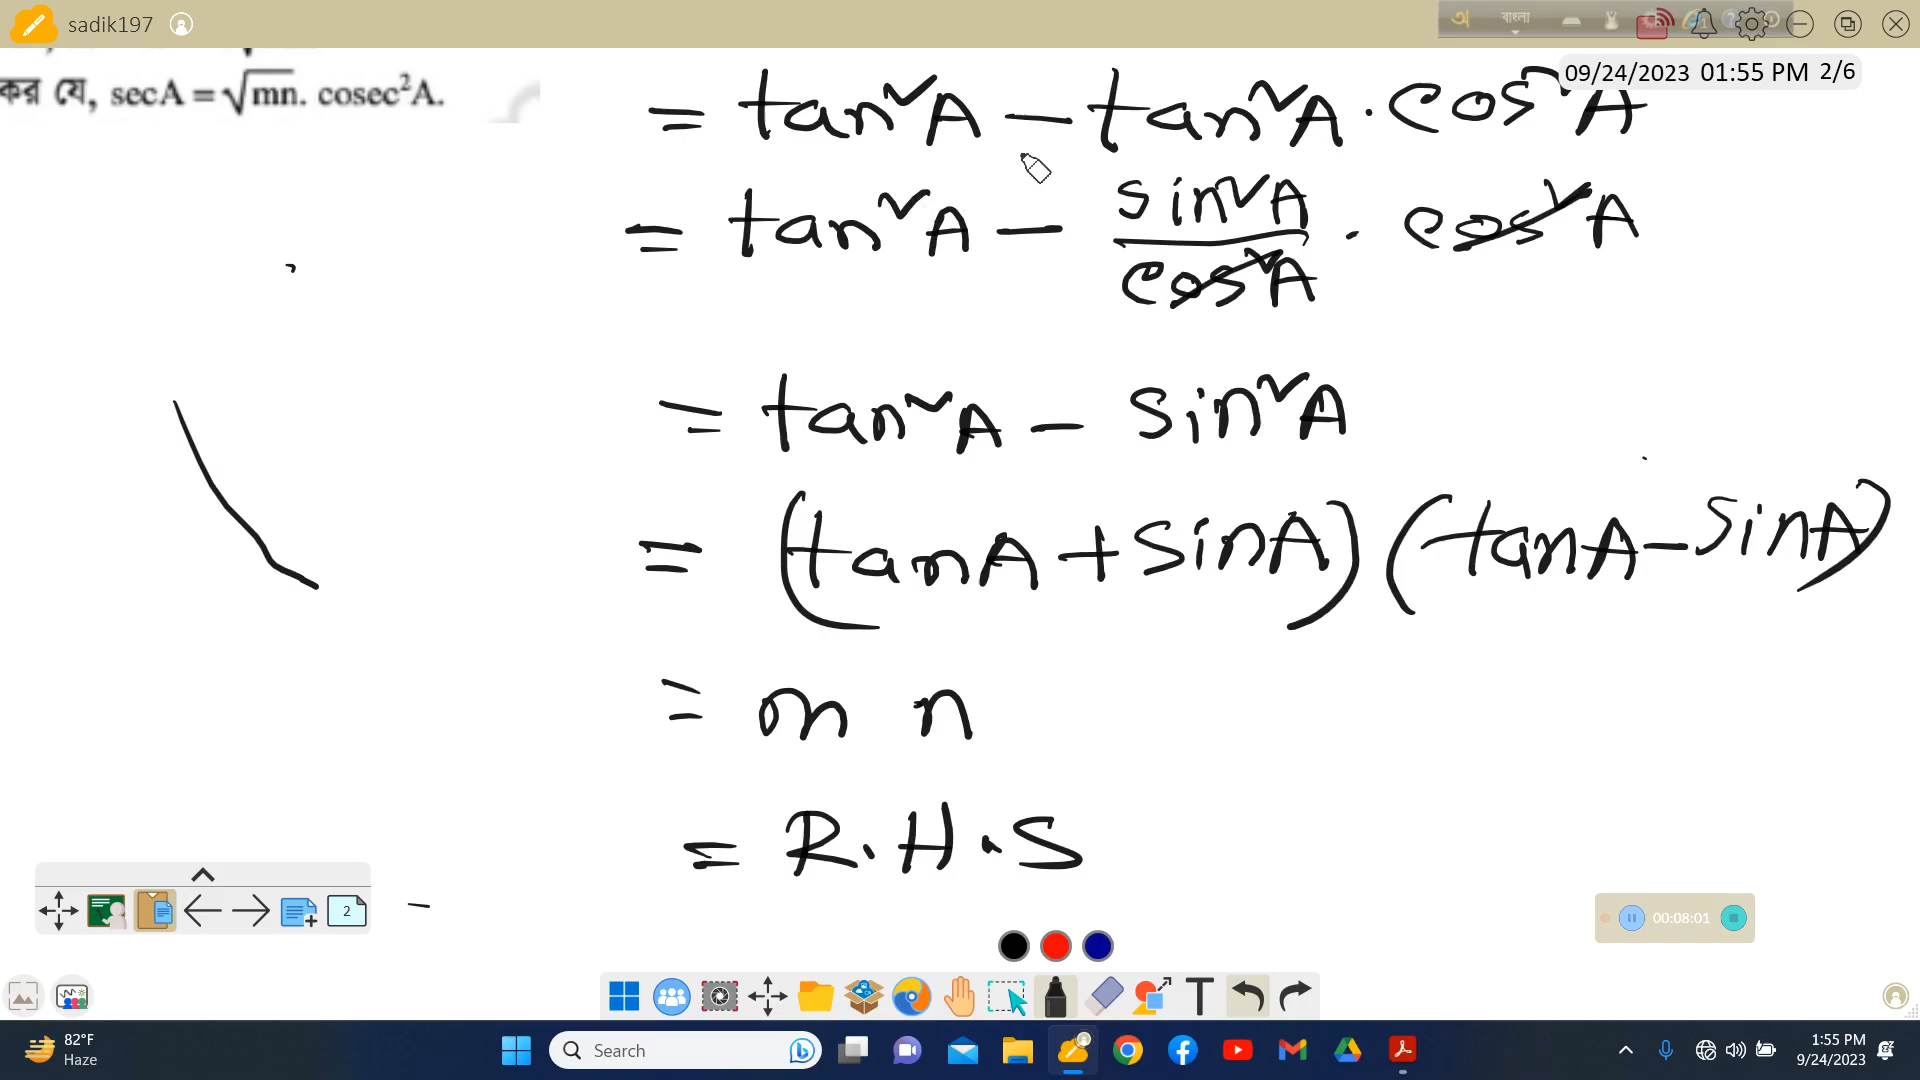 sadik197
বাংলা
09/24/2023 01:55 PM 2/6
কর যে, secA = √mn. cosec²A.
= tan²A − tan²A · cos²A
= tan²A − sin²A/cos²A · cos²A
= tan²A − sin²A
= (tanA + sinA) (tanA − sinA)
= m n
= R.H.S
2
00:08:01
82°F
Haze
Search
1:55 PM
9/24/2023